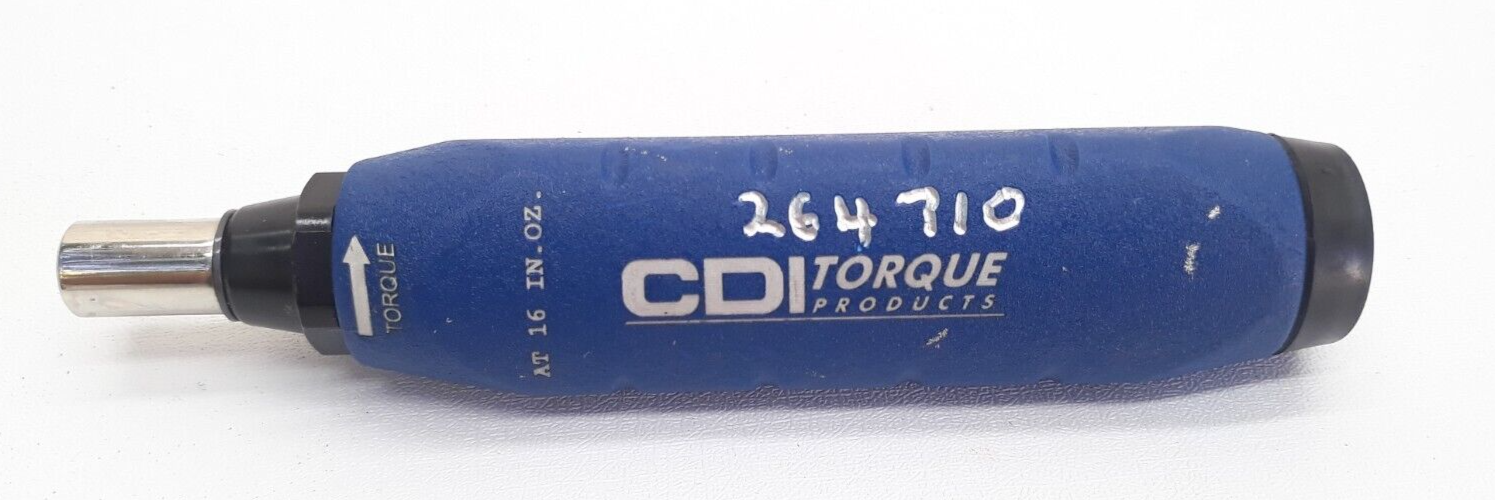 TORQUE
AT 16 IN.OZ.
264710
CDI TORQUE
PRODUCTS